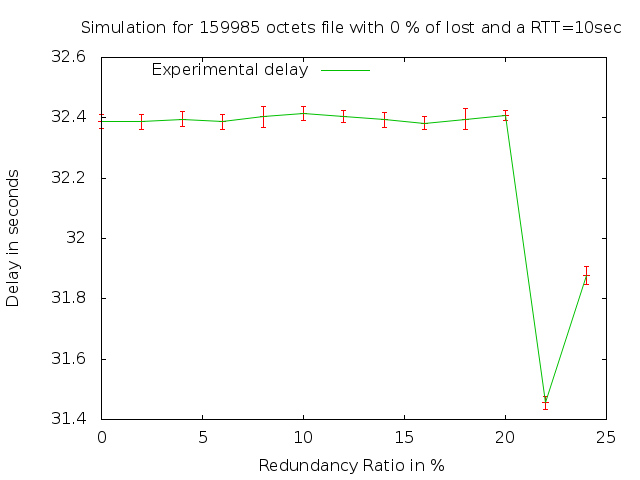 Simulation for 159985 octets file with 0 % of lost and a RTT=10sec
32.6
Experimental delay
32.4
32.2
32
31.8
31.6
31.4
Delay in seconds
0 5 10 15 20 25
Redundancy Ratio in %